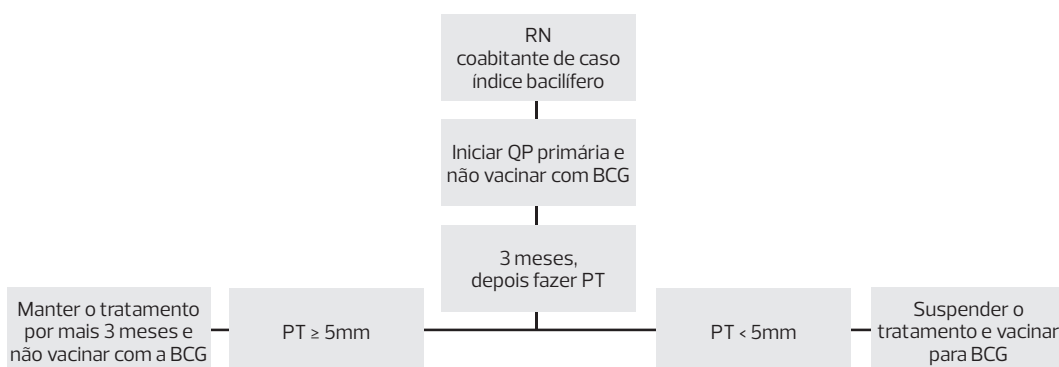 RN
coabitante de caso
índice bacilífero
Iniciar QP primária e
não vacinar com BCG
3 meses,
depois fazer PT
Manter o tratamento
por mais 3 meses e
não vacinar com a BCG
PT ≥ 5mm
PT < 5mm
Suspender o
tratamento e vacinar
para BCG